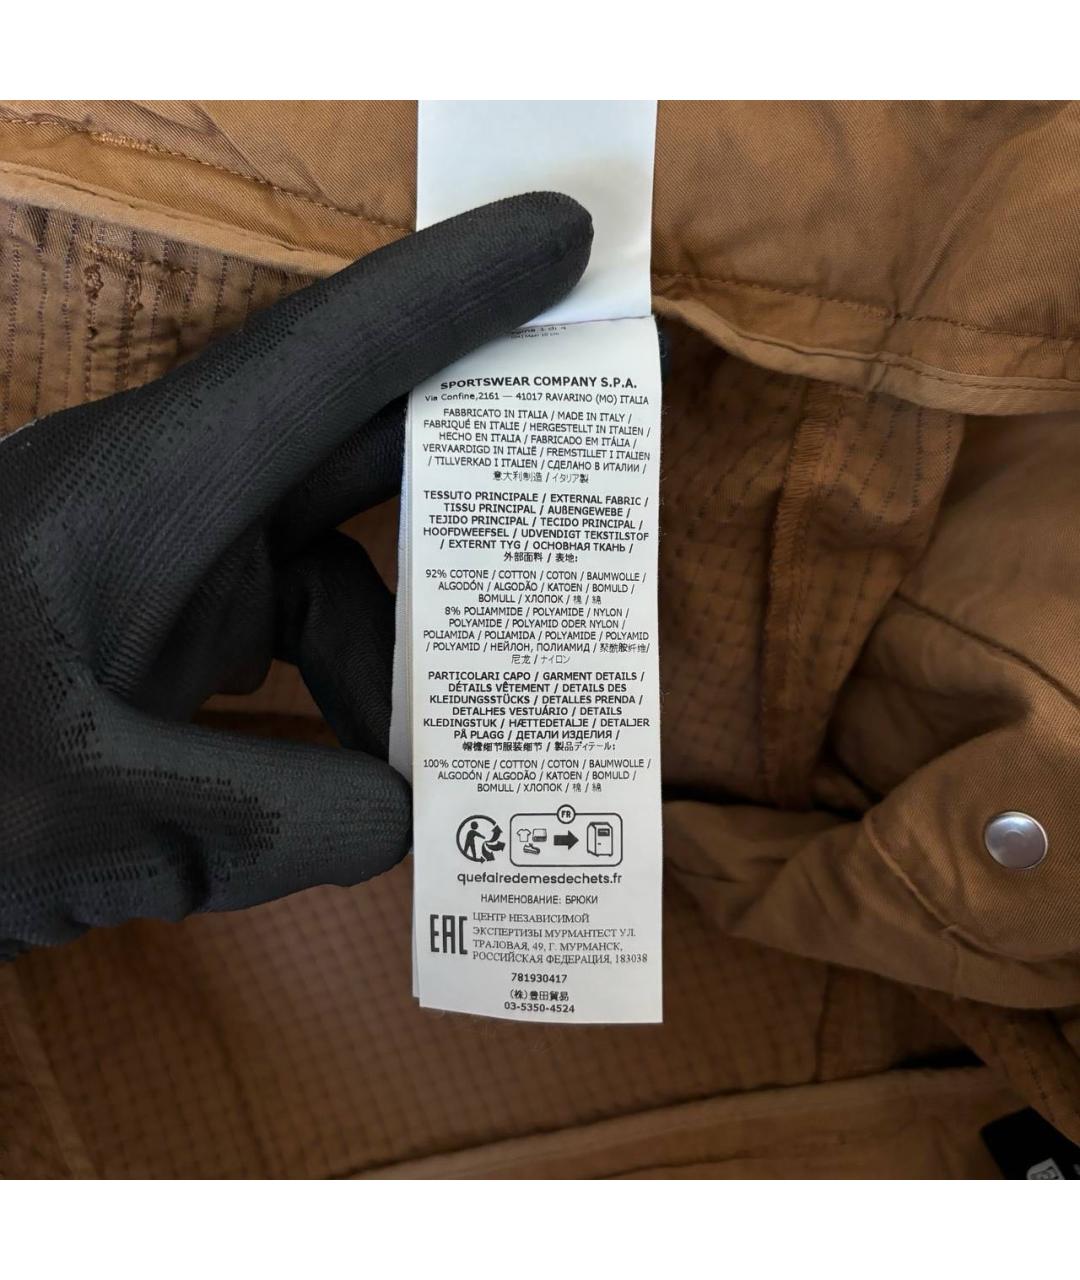 SPORTSWEAR COMPANY S.P.A.
Via Confine,2161 — 41017 RAVARINO (MO) ITALIA
FABBRICATO IN ITALIA / MADE IN ITALY /
FABRIQUÉ EN ITALIE / HERGESTELLT IN ITALIEN /
HECHO EN ITALIA / FABRICADO EM ITÁLIA /
VERVAARDIGD IN ITALIË / FREMSTILLET I ITALIEN
/ TILLVERKAD I ITALIEN / СДЕЛАНО В ИТАЛИИ /
意大利制造 / イタリア製
TESSUTO PRINCIPALE / EXTERNAL FABRIC /
TISSU PRINCIPAL / AUßENGEWEBE /
TEJIDO PRINCIPAL / TECIDO PRINCIPAL /
HOOFDWEEFSEL / UDVENDIGT TEKSTILSTOF
/ EXTERNT TYG / ОСНОВНАЯ ТКАНЬ /
外部面料 / 表地:
92% COTONE / COTTON / COTON / BAUMWOLLE /
ALGODÓN / ALGODÃO / KATOEN / BOMULD /
BOMULL / ХЛОПОК / 棉 / 綿
8% POLIAMMIDE / POLYAMIDE / NYLON /
POLYAMIDE / POLYAMID ODER NYLON /
POLIAMIDA / POLIAMIDA / POLYAMIDE / POLYAMID
/ POLYAMID / НЕЙЛОН, ПОЛИАМИД / 聚酰胺纤维/
尼龙 / ナイロン
PARTICOLARI CAPO / GARMENT DETAILS /
DÉTAILS VÊTEMENT / DETAILS DES
KLEIDUNGSSTÜCKS / DETALLES PRENDA /
DETALHES VESTUÁRIO / DETAILS
KLEDINGSTUK / HÆTTEDETALJE / DETALJER
PÅ PLAGG / ДЕТАЛИ ИЗДЕЛИЯ /
帽檐细节服装细节 / 製品ディテール:
100% COTONE / COTTON / COTON / BAUMWOLLE /
ALGODÓN / ALGODÃO / KATOEN / BOMULD /
BOMULL / ХЛОПОК / 棉 / 綿
FR
quefairedemesdechets.fr
НАИМЕНОВАНИЕ: БРЮКИ
EAC
ЦЕНТР НЕЗАВИСИМОЙ
ЭКСПЕРТИЗЫ МУРМАНТЕСТ УЛ.
ТРАЛОВАЯ, 49, Г. МУРМАНСК,
РОССИЙСКАЯ ФЕДЕРАЦИЯ, 183038
781930417
(株)豊田貿易
03-5350-4524